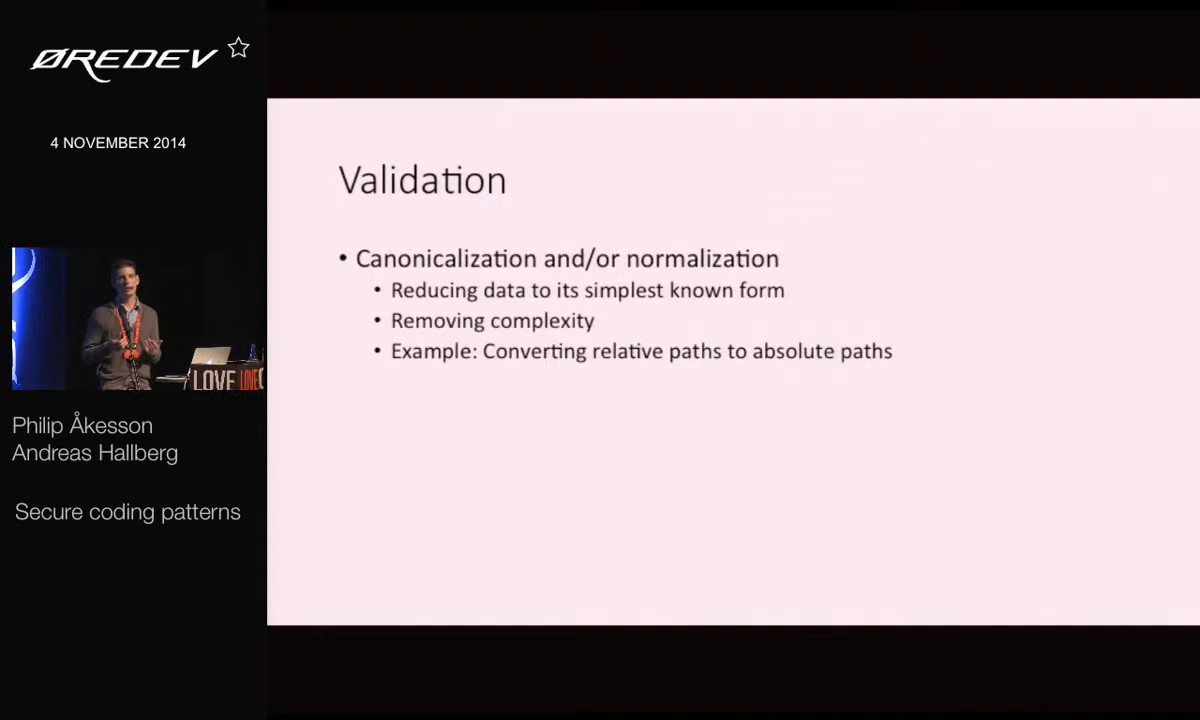 ØREDEV
4 NOVEMBER 2014
LOVE LOVE
Philip Åkesson
Andreas Hallberg
Secure coding patterns
Validation
• Canonicalization and/or normalization
• Reducing data to its simplest known form
• Removing complexity
• Example: Converting relative paths to absolute paths